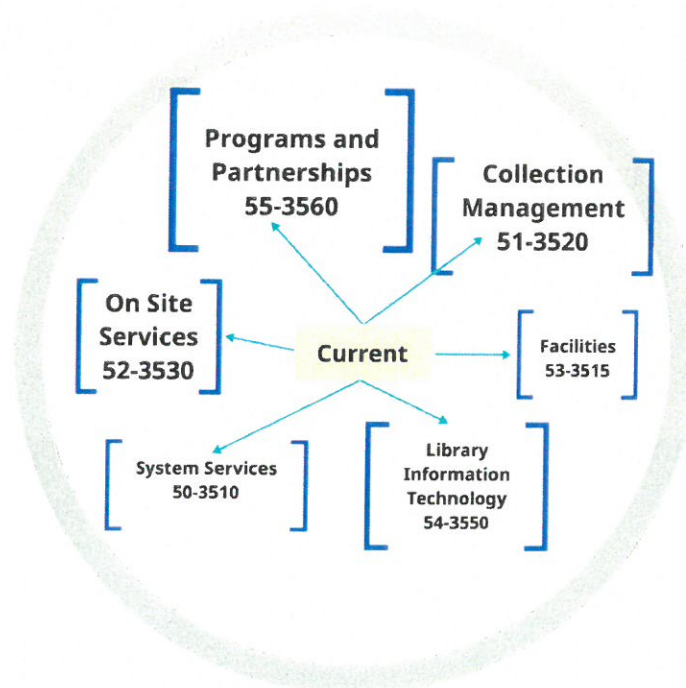 Programs and
Partnerships
55-3560
Collection
Management
51-3520
On Site
Services
52-3530
Current
Facilities
53-3515
System Services
50-3510
Library
Information
Technology
54-3550